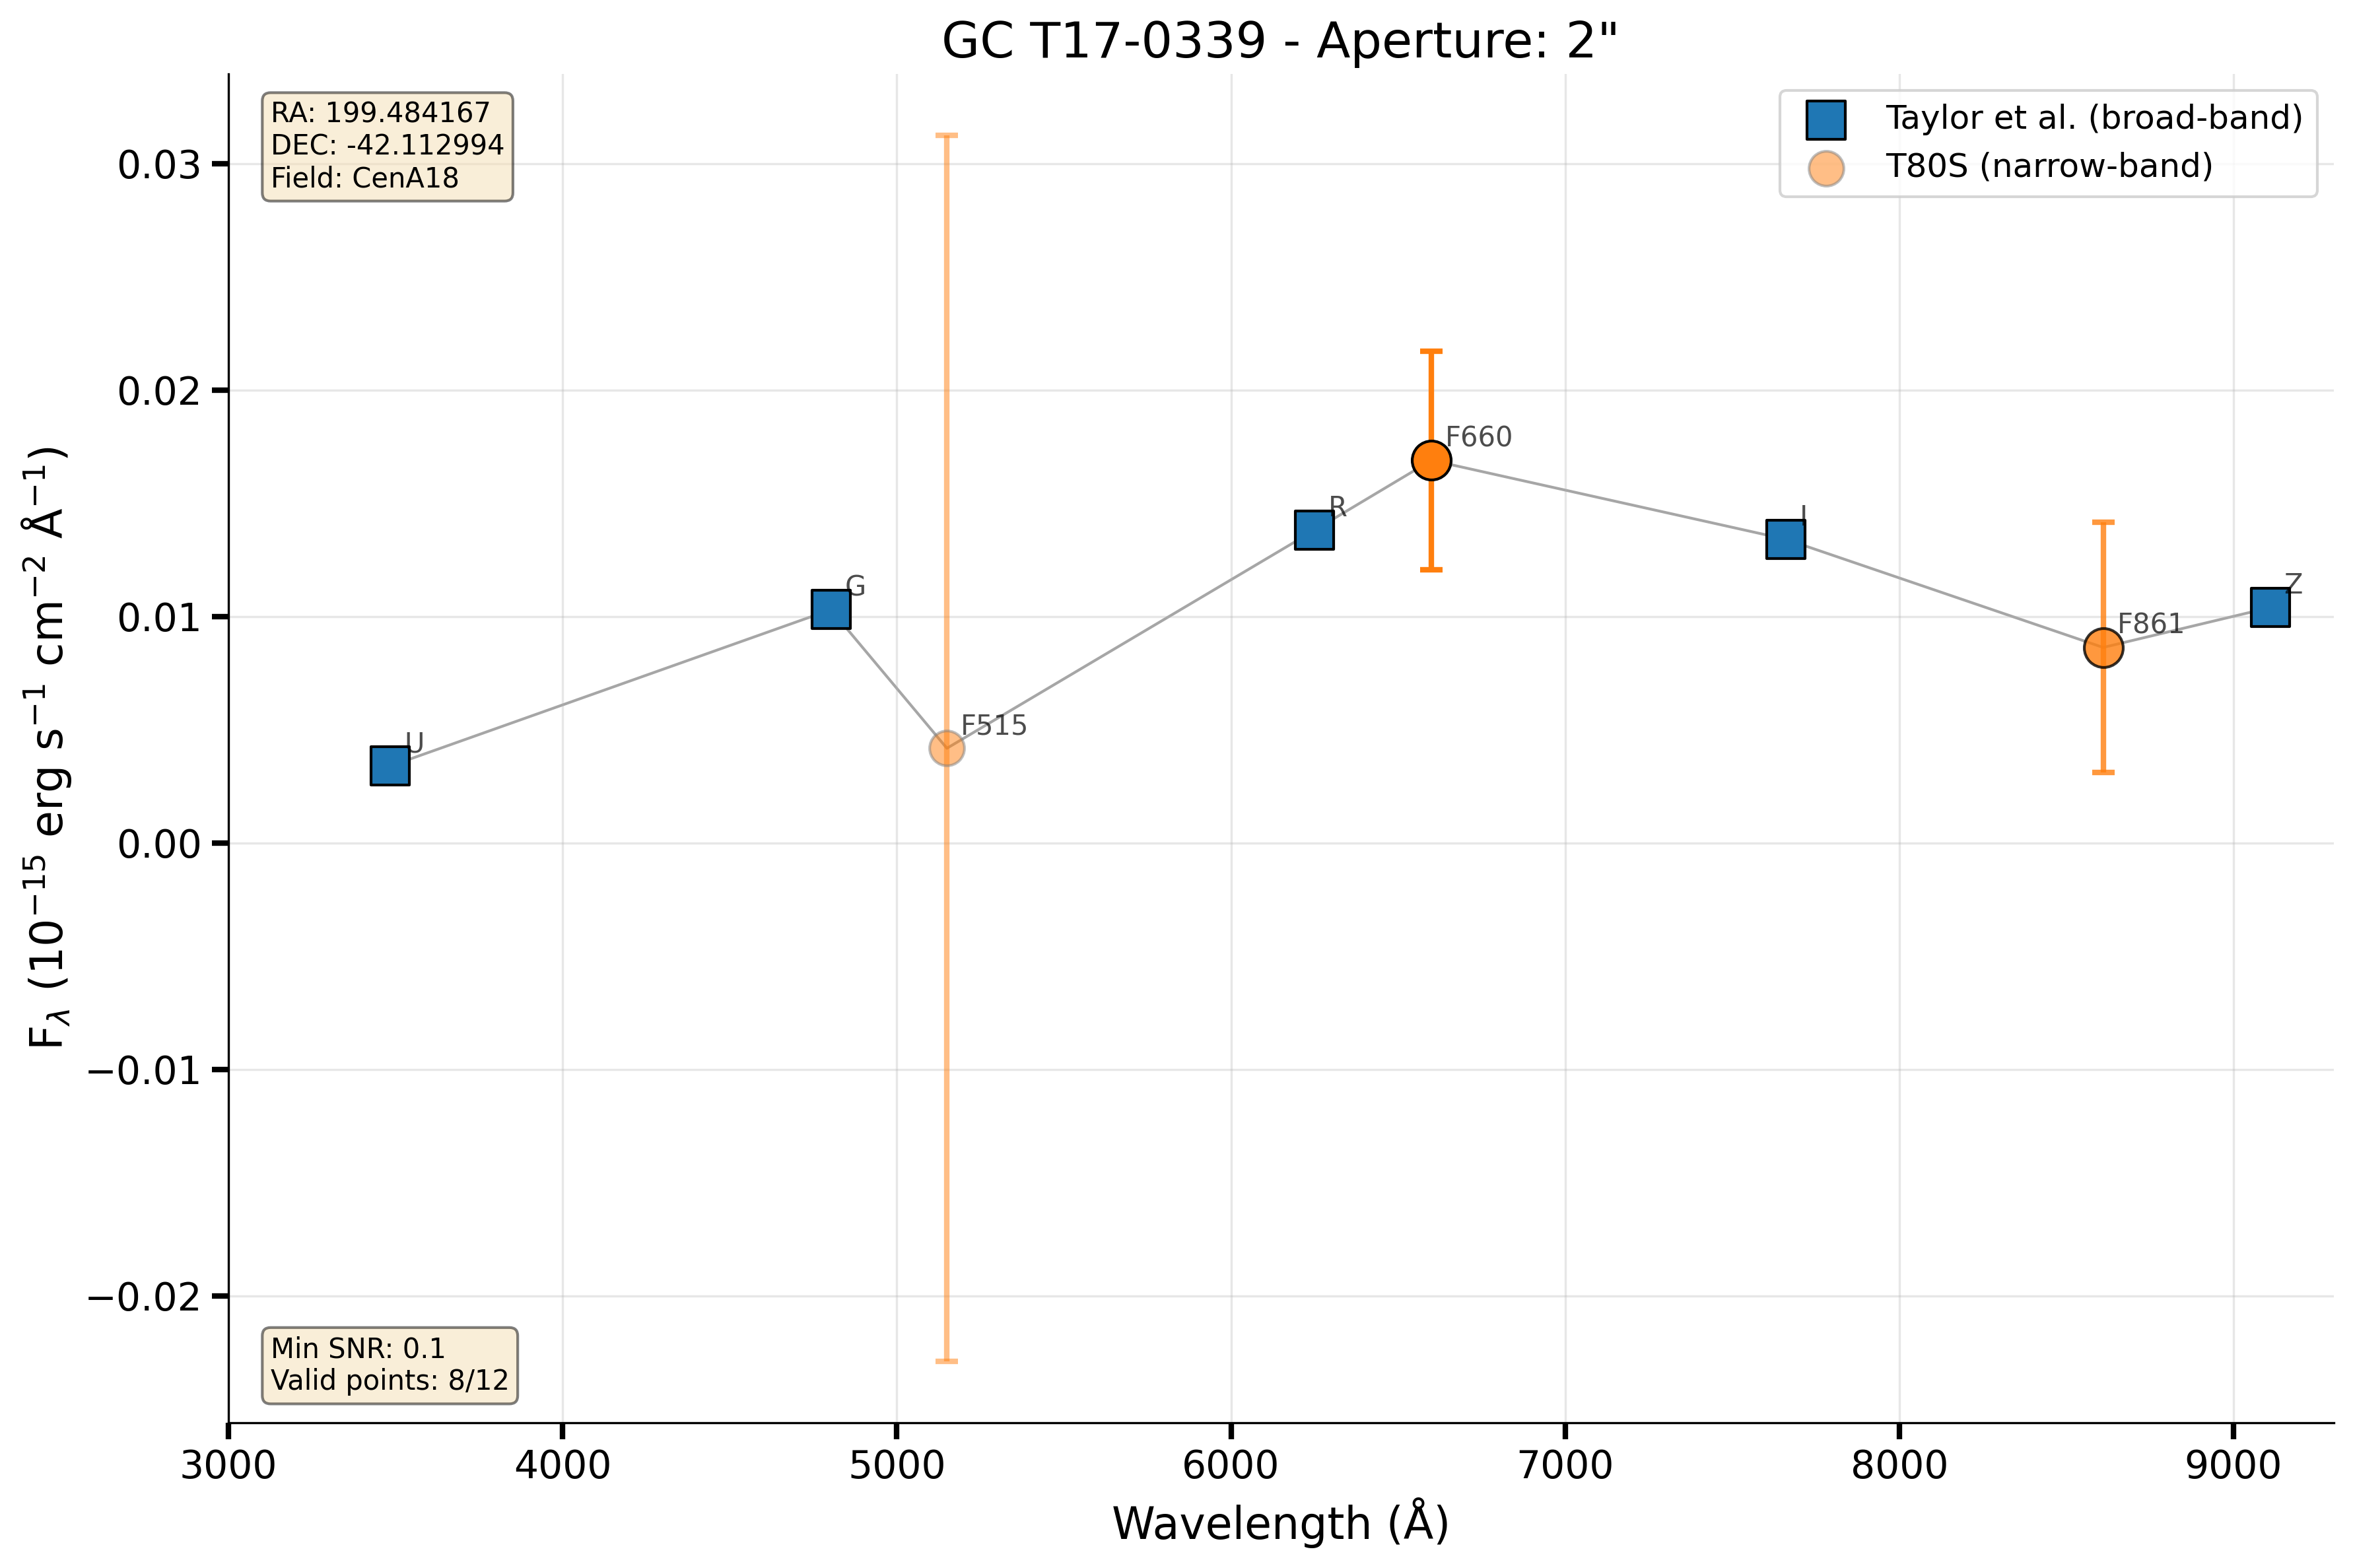 GC T17-0339 - Aperture: 2"
RA: 199.484167
DEC: -42.112994
Field: CenA18
Taylor et al. (broad-band)
T80S (narrow-band)
0.03
0.02
0.01
0.00
−0.01
−0.02
F$_λ$ (10$^{−15}$ erg s$^{−1}$ cm$^{−2}$ Å$^{−1}$)
U
G
F515
R
F660
I
F861
Z
Min SNR: 0.1
Valid points: 8/12
3000 4000 5000 6000 7000 8000 9000
Wavelength (Å)